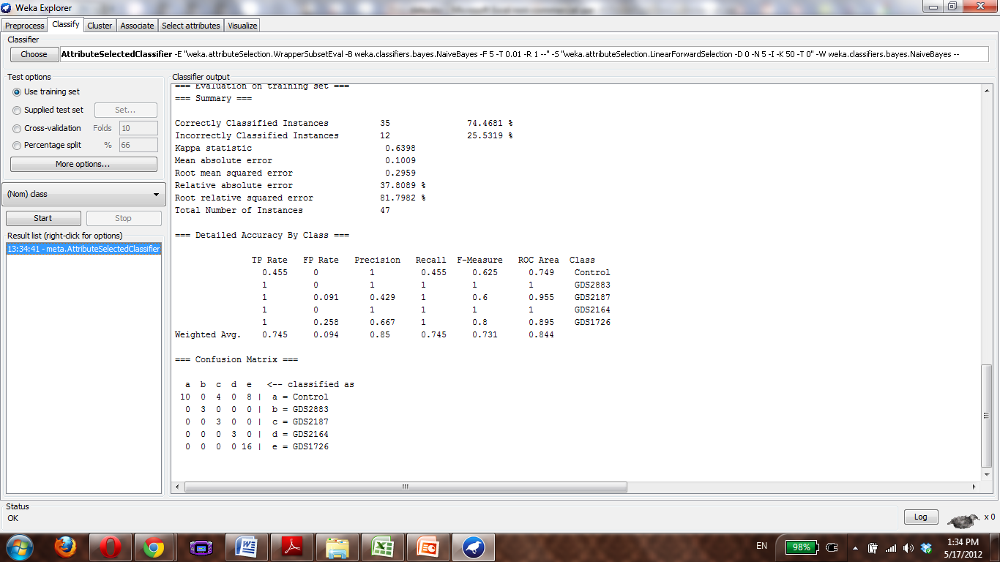 Weka Explorer
Preprocess Classify Cluster Associate Select attributes Visualize
Classifier
Choose AttributeSelectedClassifier -E "weka.attributeSelection.WrapperSubsetEval -B weka.classifiers.bayes.NaiveBayes -F 5 -T 0.01 -R 1 --" -S "weka.attributeSelection.LinearForwardSelection -D 0 -N 5 -I -K 50 -T 0" -W weka.classifiers.bayes.NaiveBayes --
Test options
Use training set
Supplied test set Set...
Cross-validation Folds 10
Percentage split % 66
More options...
(Nom) class
Start Stop
Result list (right-click for options)
13:34:41 - meta.AttributeSelectedClassifier
Classifier output
=== Evaluation on training set ===
=== Summary ===
Correctly Classified Instances 35 74.4681 %
Incorrectly Classified Instances 12 25.5319 %
Kappa statistic 0.6398
Mean absolute error 0.1009
Root mean squared error 0.2959
Relative absolute error 37.8089 %
Root relative squared error 81.7982 %
Total Number of Instances 47
=== Detailed Accuracy By Class ===
TP Rate FP Rate Precision Recall F-Measure ROC Area Class
0.455 0 1 0.455 0.625 0.749 Control
1 0 1 1 1 1 GDS2883
1 0.091 0.429 1 0.6 0.955 GDS2187
1 0 1 1 1 1 GDS2164
1 0.258 0.667 1 0.8 0.895 GDS1726
Weighted Avg. 0.745 0.094 0.85 0.745 0.731 0.844
=== Confusion Matrix ===
a b c d e <-- classified as
10 0 4 0 8 | a = Control
0 3 0 0 0 | b = GDS2883
0 0 3 0 0 | c = GDS2187
0 0 0 3 0 | d = GDS2164
0 0 0 0 16 | e = GDS1726
Status
OK
Log x 0
EN 98% 1:34 PM
5/17/2012